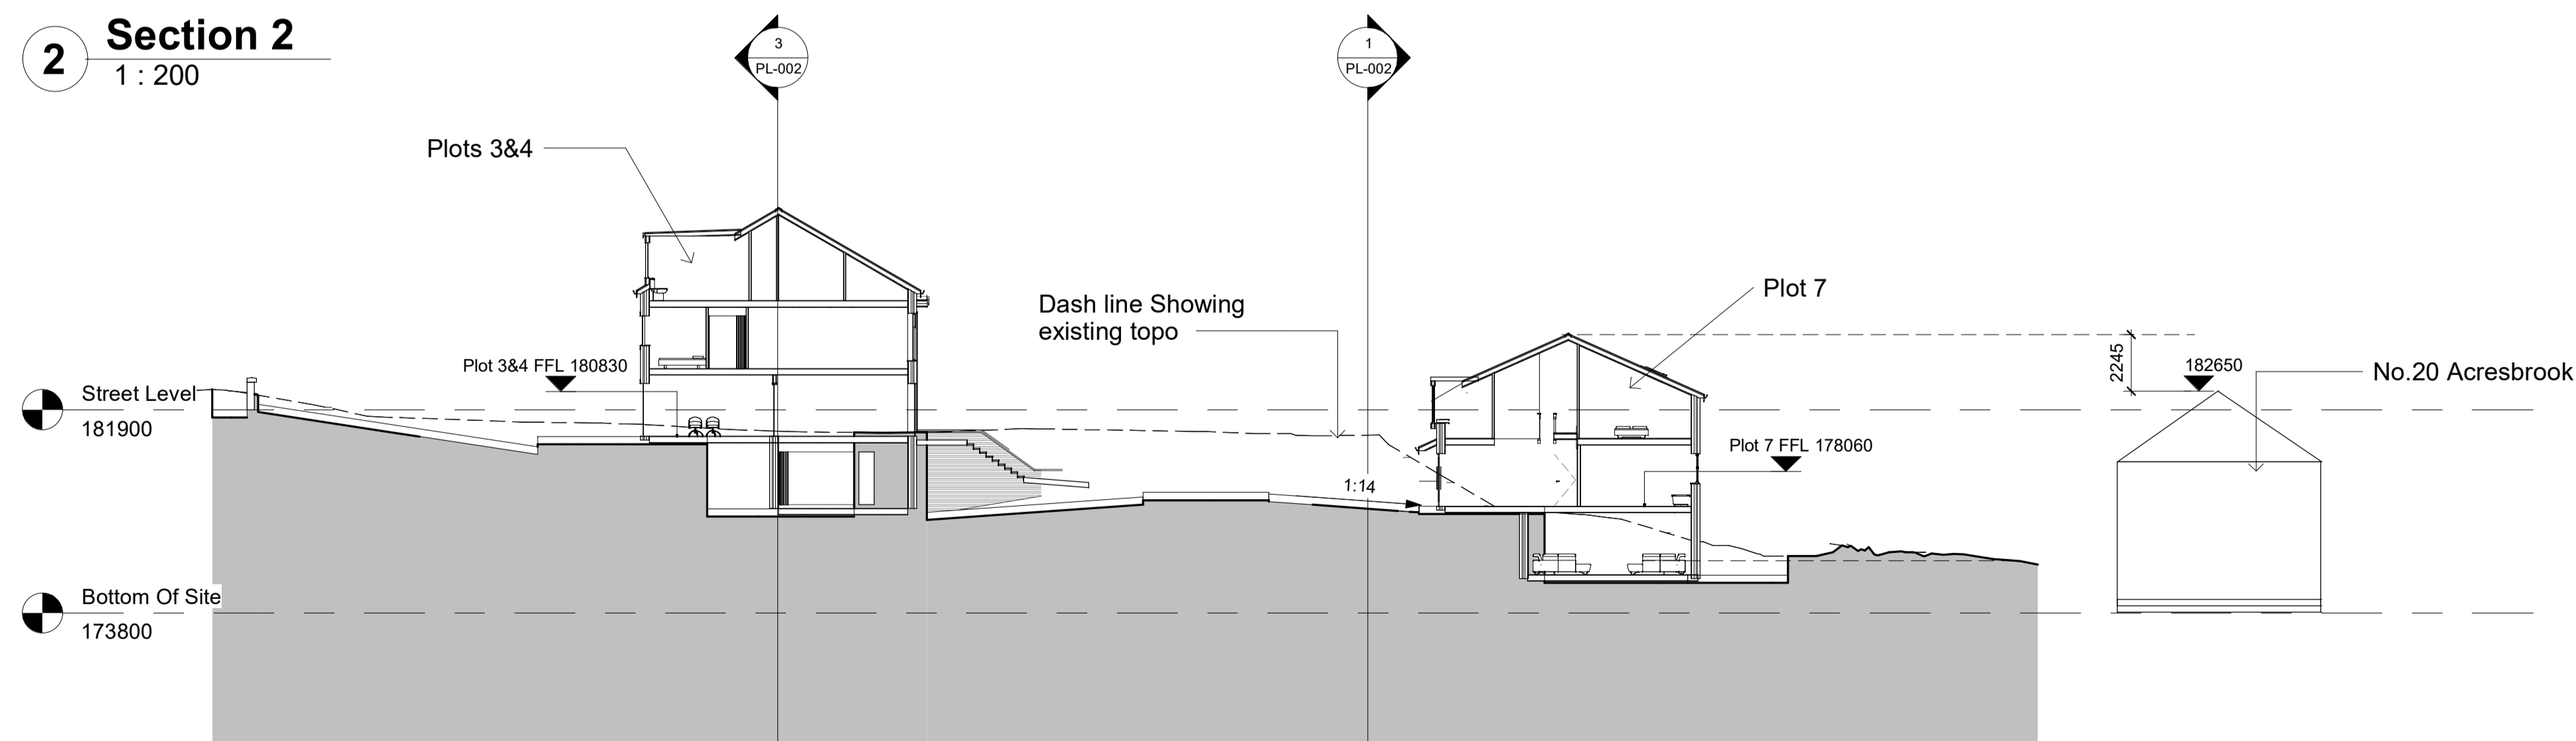 2
Section 2
1 : 200
3
PL-002
1
PL-002
Plots 3&4
Plot 7
Dash line Showing
existing topo
Plot 3&4 FFL 180830
2245
182650
No.20 Acresbrook
Street Level
181900
Plot 7 FFL 178060
1:14
Bottom Of Site
173800